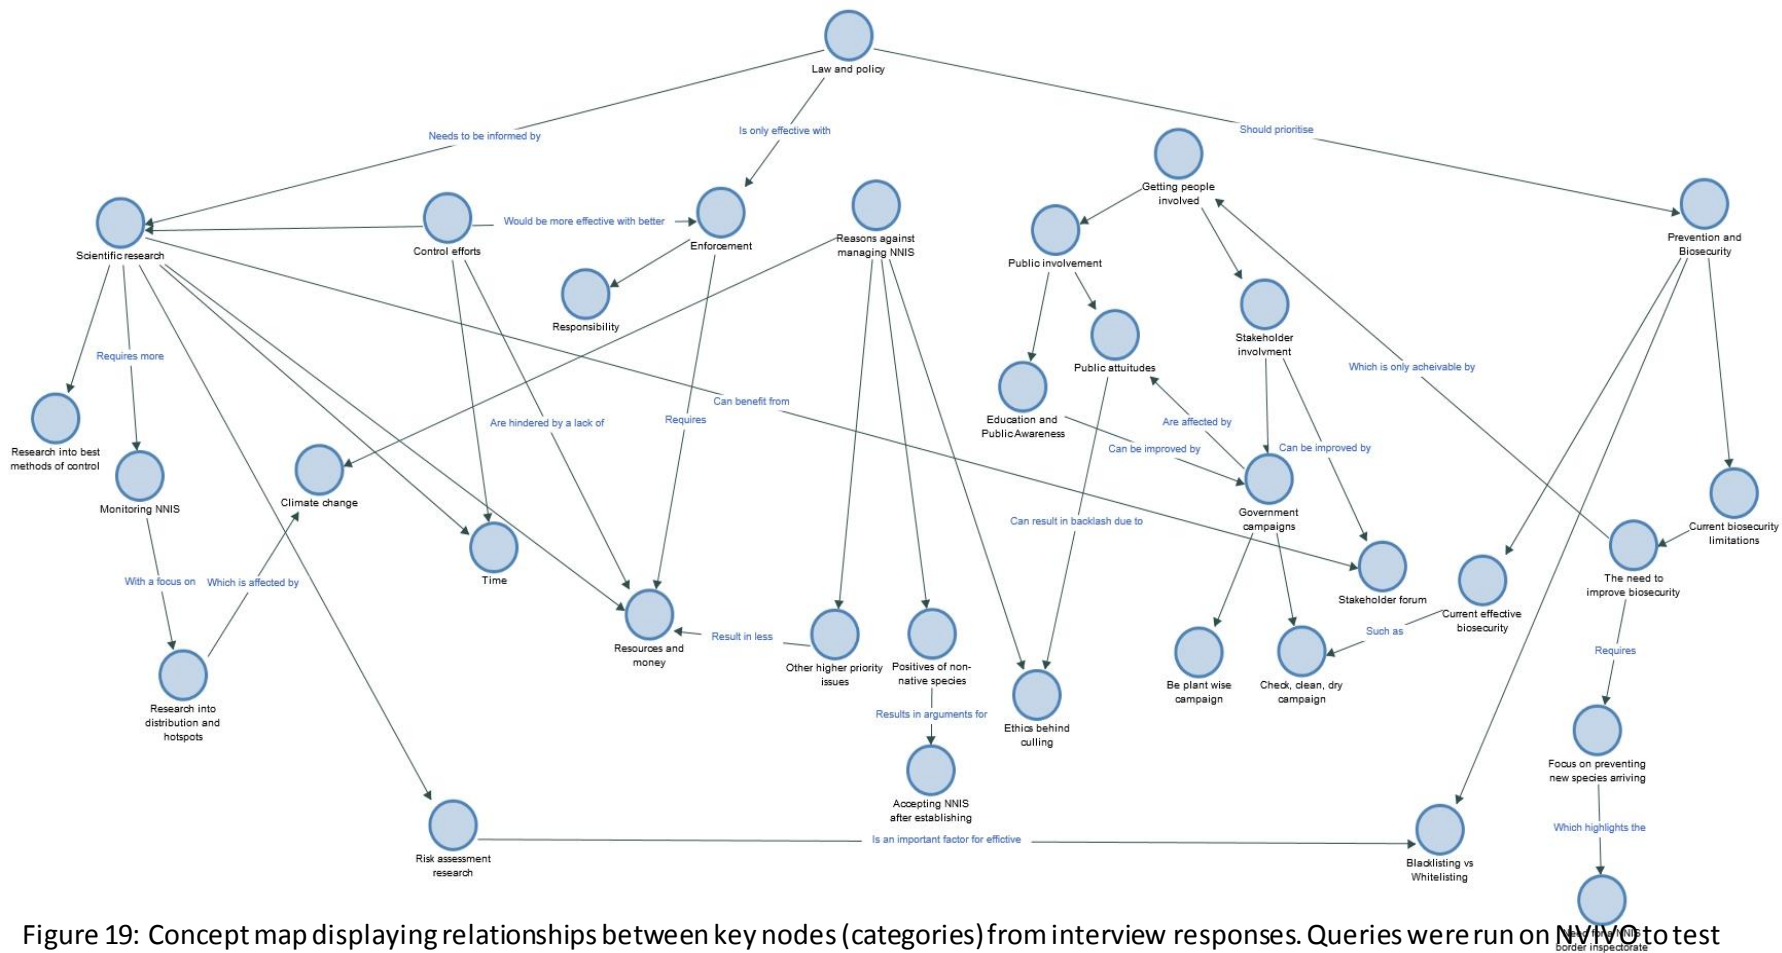 Law and policy
Needs to be informed by
Is only effective with
Should prioritise
Getting people
involved
Scientific research
Control efforts
Would be more effective with better
Enforcement
Reasons against
managing NNIS
Public involvement
Prevention and
Biosecurity
Responsibility
Stakeholder
involvment
Requires more
Public attuitudes
Which is only acheivable by
Can benefit from
Are hindered by a lack of
Requires
Education and
Public Awareness
Are affected by
Can be improved by
Can be improved by
Research into best
methods of control
Monitoring NNIS
Climate change
Government
campaigns
Can result in backlash due to
Current biosecurity
limitations
With a focus on
Which is affected by
Time
The need to
improve biosecurity
Stakeholder forum
Current effective
biosecurity
Such as
Resources and
money
Result in less
Other higher priority
issues
Positives of non-
native species
Requires
Be plant wise
campaign
Check, clean, dry
campaign
Research into
distribution and
hotspots
Results in arguments for
Ethics behind
culling
Focus on preventing
new species arriving
Accepting NNIS
after establishing
Is an important factor for effictive
Which highlights the
Risk assessment
research
Blacklisting vs
Whitelisting
Need for a NNIS
border inspectorate
Figure 19: Concept map displaying relationships between key nodes (categories) from interview responses. Queries were run on NVIVO to test